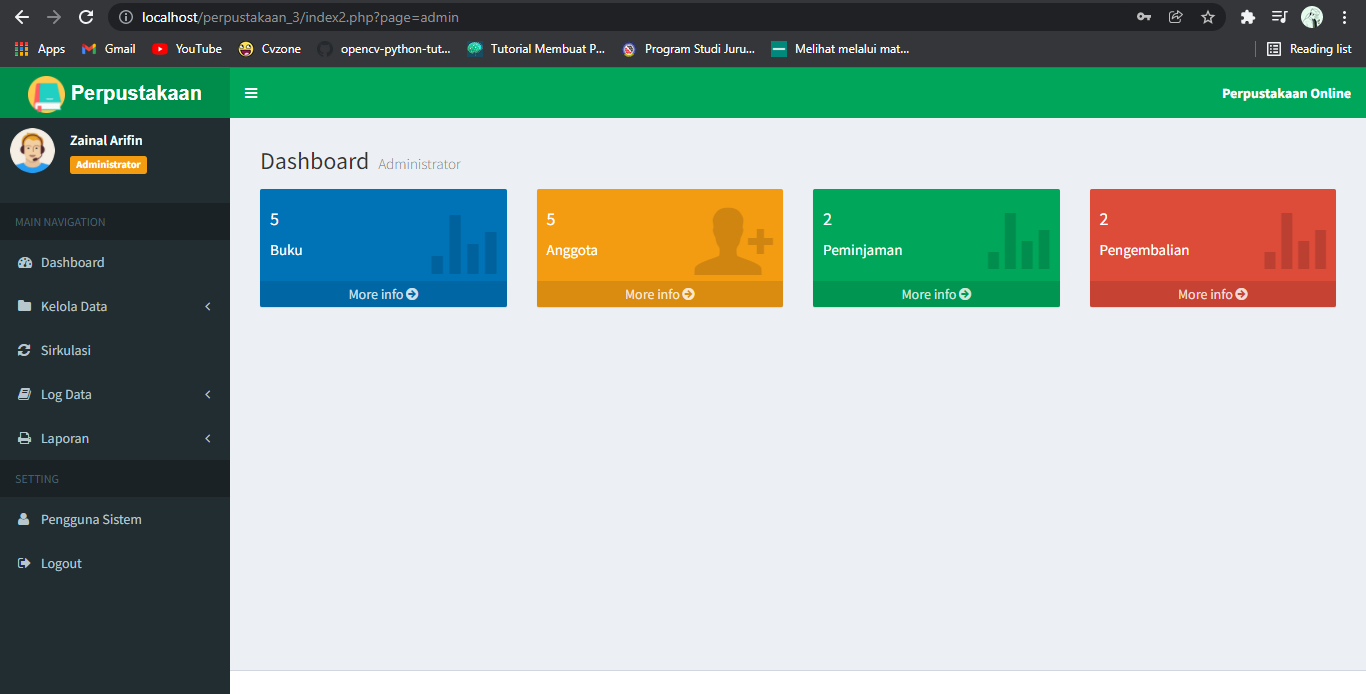 localhost/perpustakaan_3/index2.php?page=admin
Apps Gmail YouTube Cvzone opencv-python-tut... Tutorial Membuat P... Program Studi Juru... Melihat melalui mat... Reading list
Perpustakaan
Perpustakaan Online
Zainal Arifin
Administrator
MAIN NAVIGATION
Dashboard
Kelola Data
Sirkulasi
Log Data
Laporan
SETTING
Pengguna Sistem
Logout
Dashboard Administrator
5
Buku
More info
5
Anggota
More info
2
Peminjaman
More info
2
Pengembalian
More info